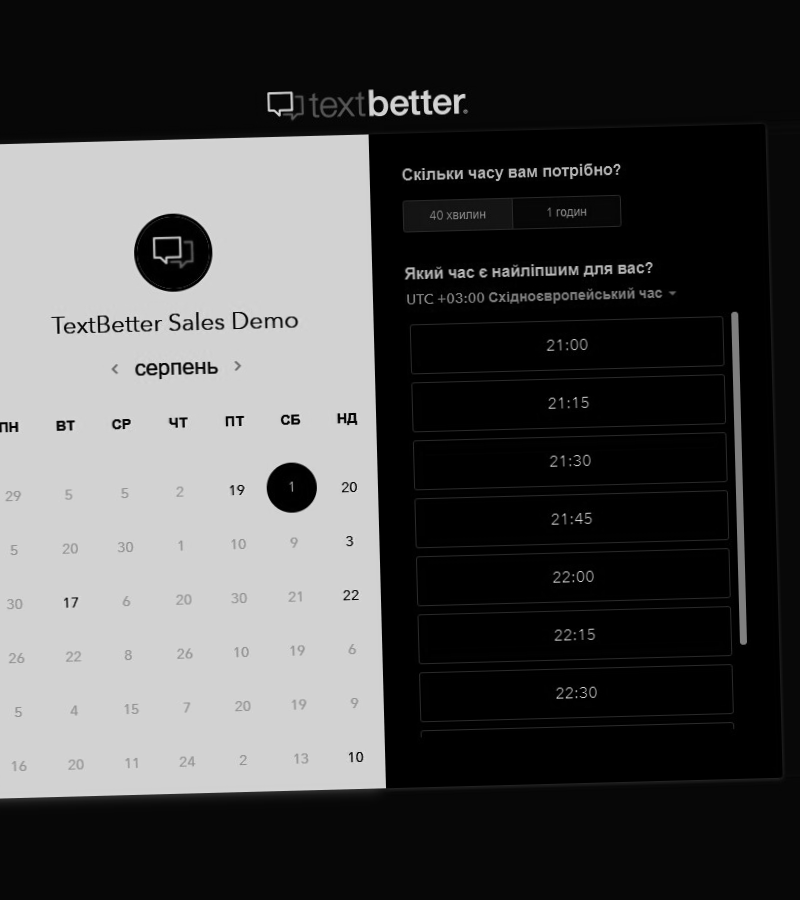 textbetter.
TextBetter Sales Demo
серпень
ПН ВТ СР ЧТ ПТ СБ НД
29 5 5 2 19 1 20
5 20 30 1 10 9 3
30 17 6 20 30 21 22
26 22 8 26 10 19 6
5 4 15 7 20 19 9
16 20 11 24 2 13 10
Скільки часу вам потрібно?
40 хвилин 1 годин
Який час є найліпшим для вас?
UTC +03:00 Східноєвропейський час
21:00
21:15
21:30
21:45
22:00
22:15
22:30